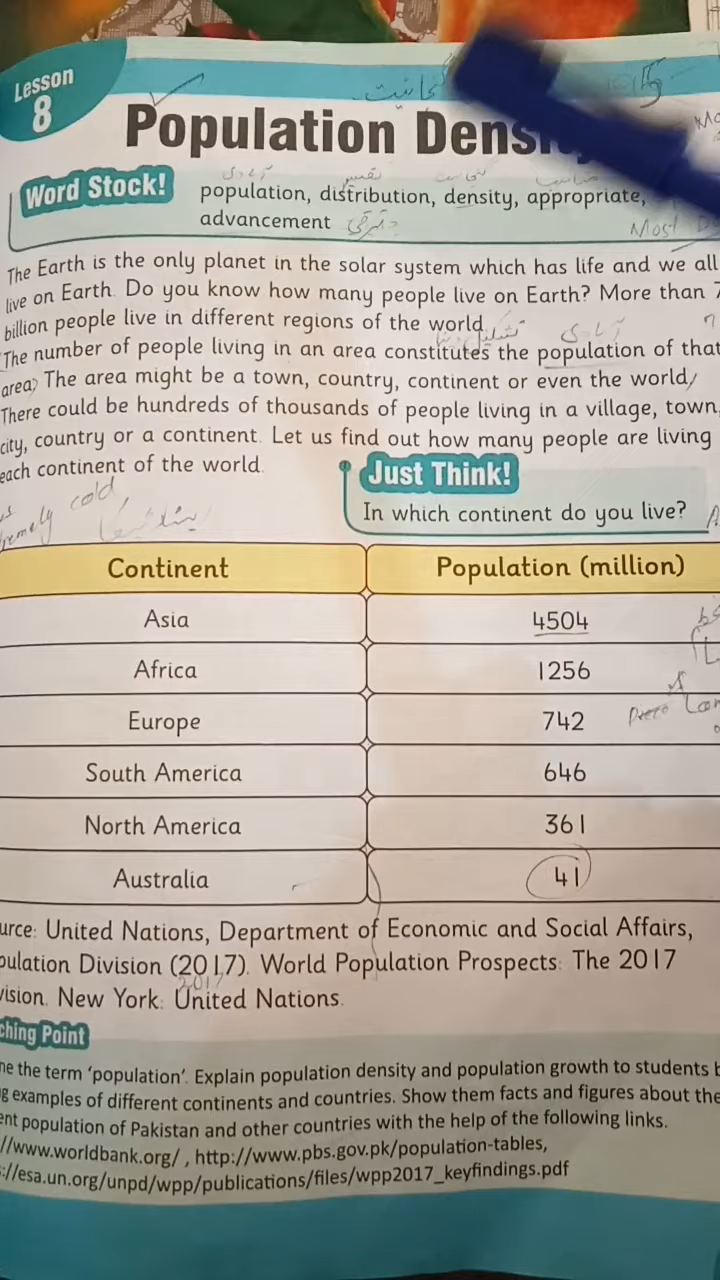 Lesson
8
Population
گنجانیت
Word Stock!
آبادی تقسیم
population, distribution, density, appropriate,
advancement ترقی
Most
The Earth is the only planet in the solar system which has life and we all
live on Earth. Do you know how many people live on Earth? More than 7
billion people live in different regions of the world.
آبادی
The number of people living in an area constitutes the population of that
area. The area might be a town, country, continent or even the world.
There could be hundreds of thousands of people living in a village, town,
city, country or a continent. Let us find out how many people are living
each continent of the world.
Just Think!
In which continent do you live?
cold,
Continent Population (million)
Asia 4504
Africa 1256
Europe 742
South America 646
North America 361
Australia 41
urce: United Nations, Department of Economic and Social Affairs,
pulation Division (2017). World Population Prospects: The 2017
vision. New York: United Nations.
2017
ching Point
ne the term ‘population’. Explain population density and population growth to students b
g examples of different continents and countries. Show them facts and figures about the
ent population of Pakistan and other countries with the help of the following links.
//www.worldbank.org/ , http://www.pbs.gov.pk/population-tables,
://esa.un.org/unpd/wpp/publications/files/wpp2017_keyfindings.pdf